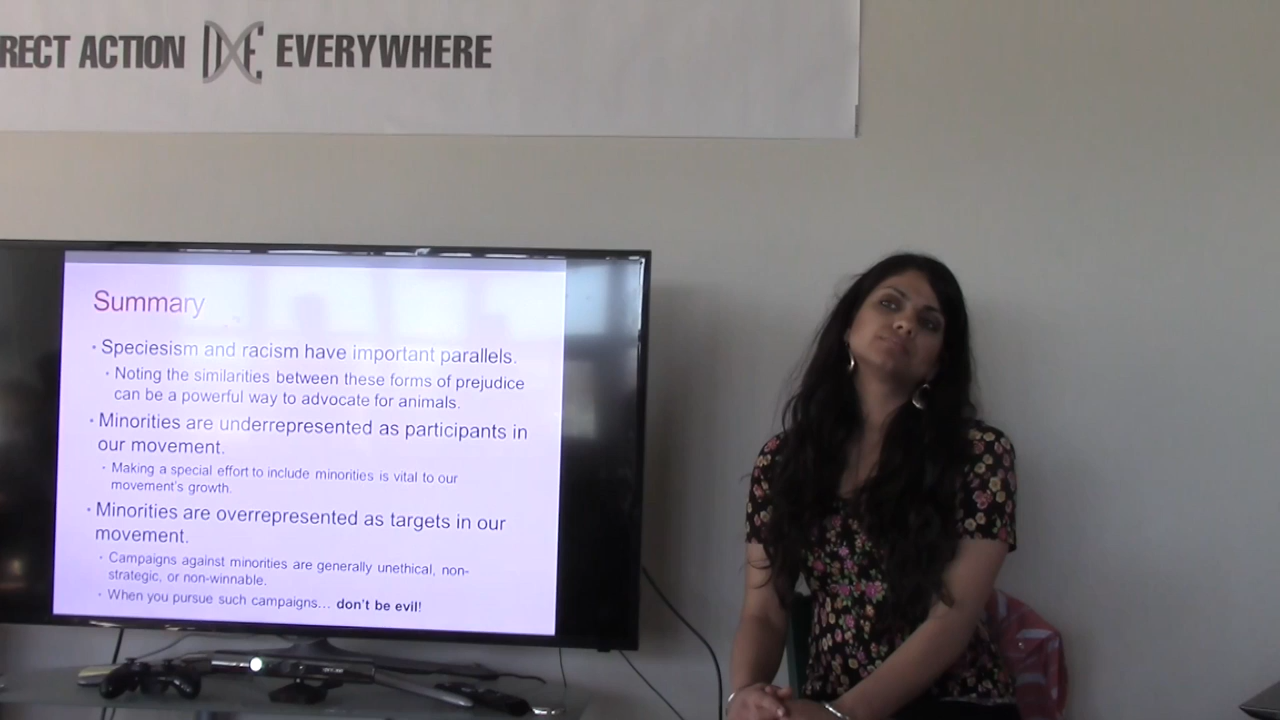 RECT ACTION DXE EVERYWHERE
Summary
• Speciesism and racism have important parallels.
• Noting the similarities between these forms of prejudice
can be a powerful way to advocate for animals.
• Minorities are underrepresented as participants in
our movement.
• Making a special effort to include minorities is vital to our
movement's growth.
• Minorities are overrepresented as targets in our
movement.
• Campaigns against minorities are generally unethical, non-
strategic, or non-winnable.
• When you pursue such campaigns… don't be evil!